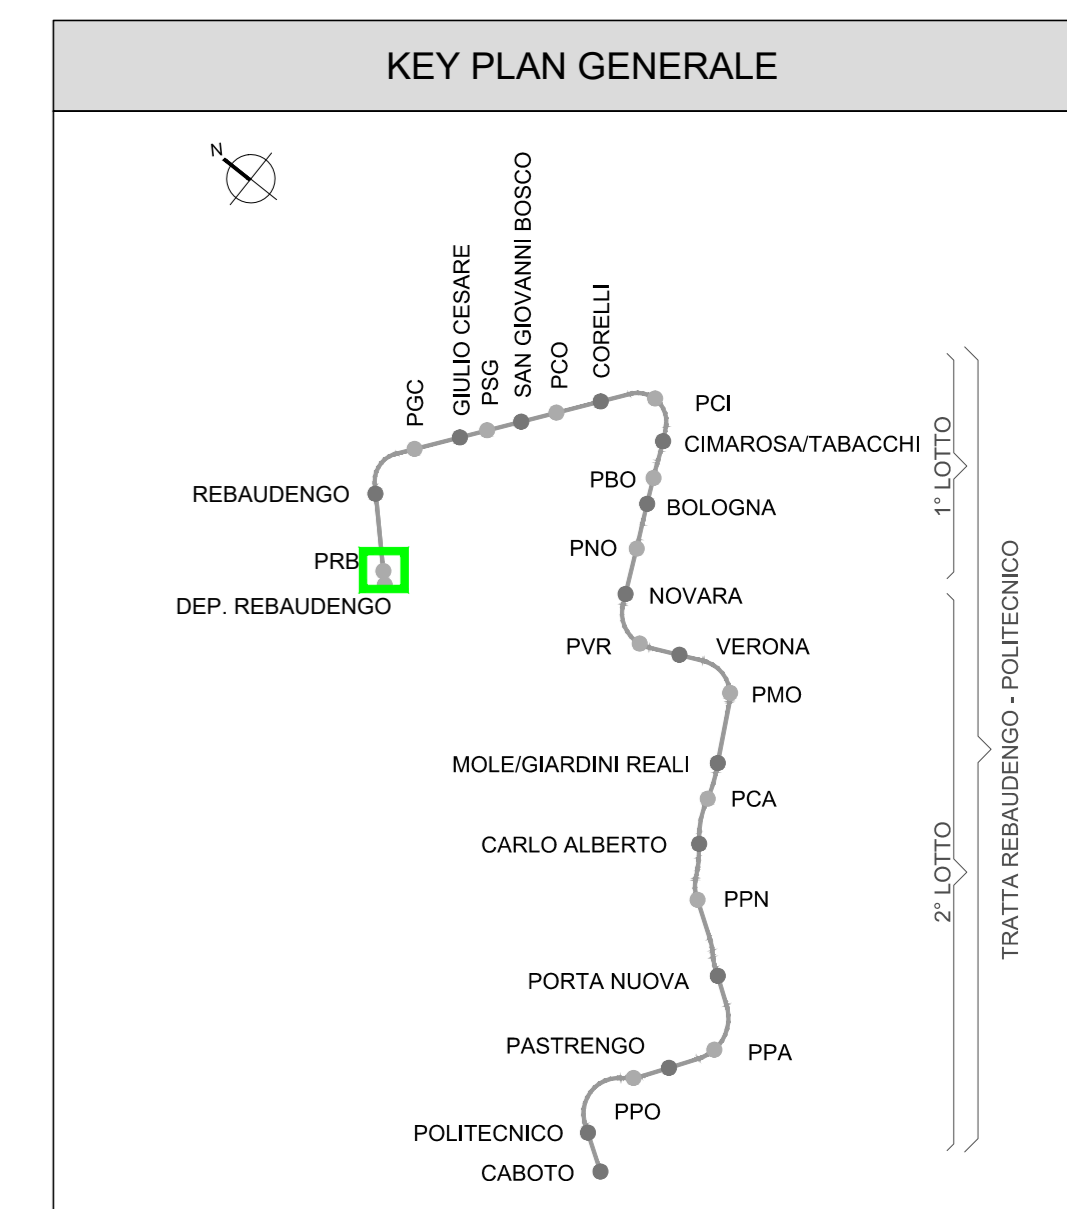 KEY PLAN GENERALE
N
PGC
GIULIO CESARE
PSG
SAN GIOVANNI BOSCO
PCO
CORELLI
PCI
CIMAROSA/TABACCHI
REBAUDENGO
PBO
BOLOGNA
PNO
PRB
DEP. REBAUDENGO
NOVARA
PVR
VERONA
PMO
MOLE/GIARDINI REALI
PCA
CARLO ALBERTO
PPN
PORTA NUOVA
PASTRENGO
PPA
PPO
POLITECNICO
CABOTO
1° LOTTO
2° LOTTO
TRATTA REBAUDENGO - POLITECNICO